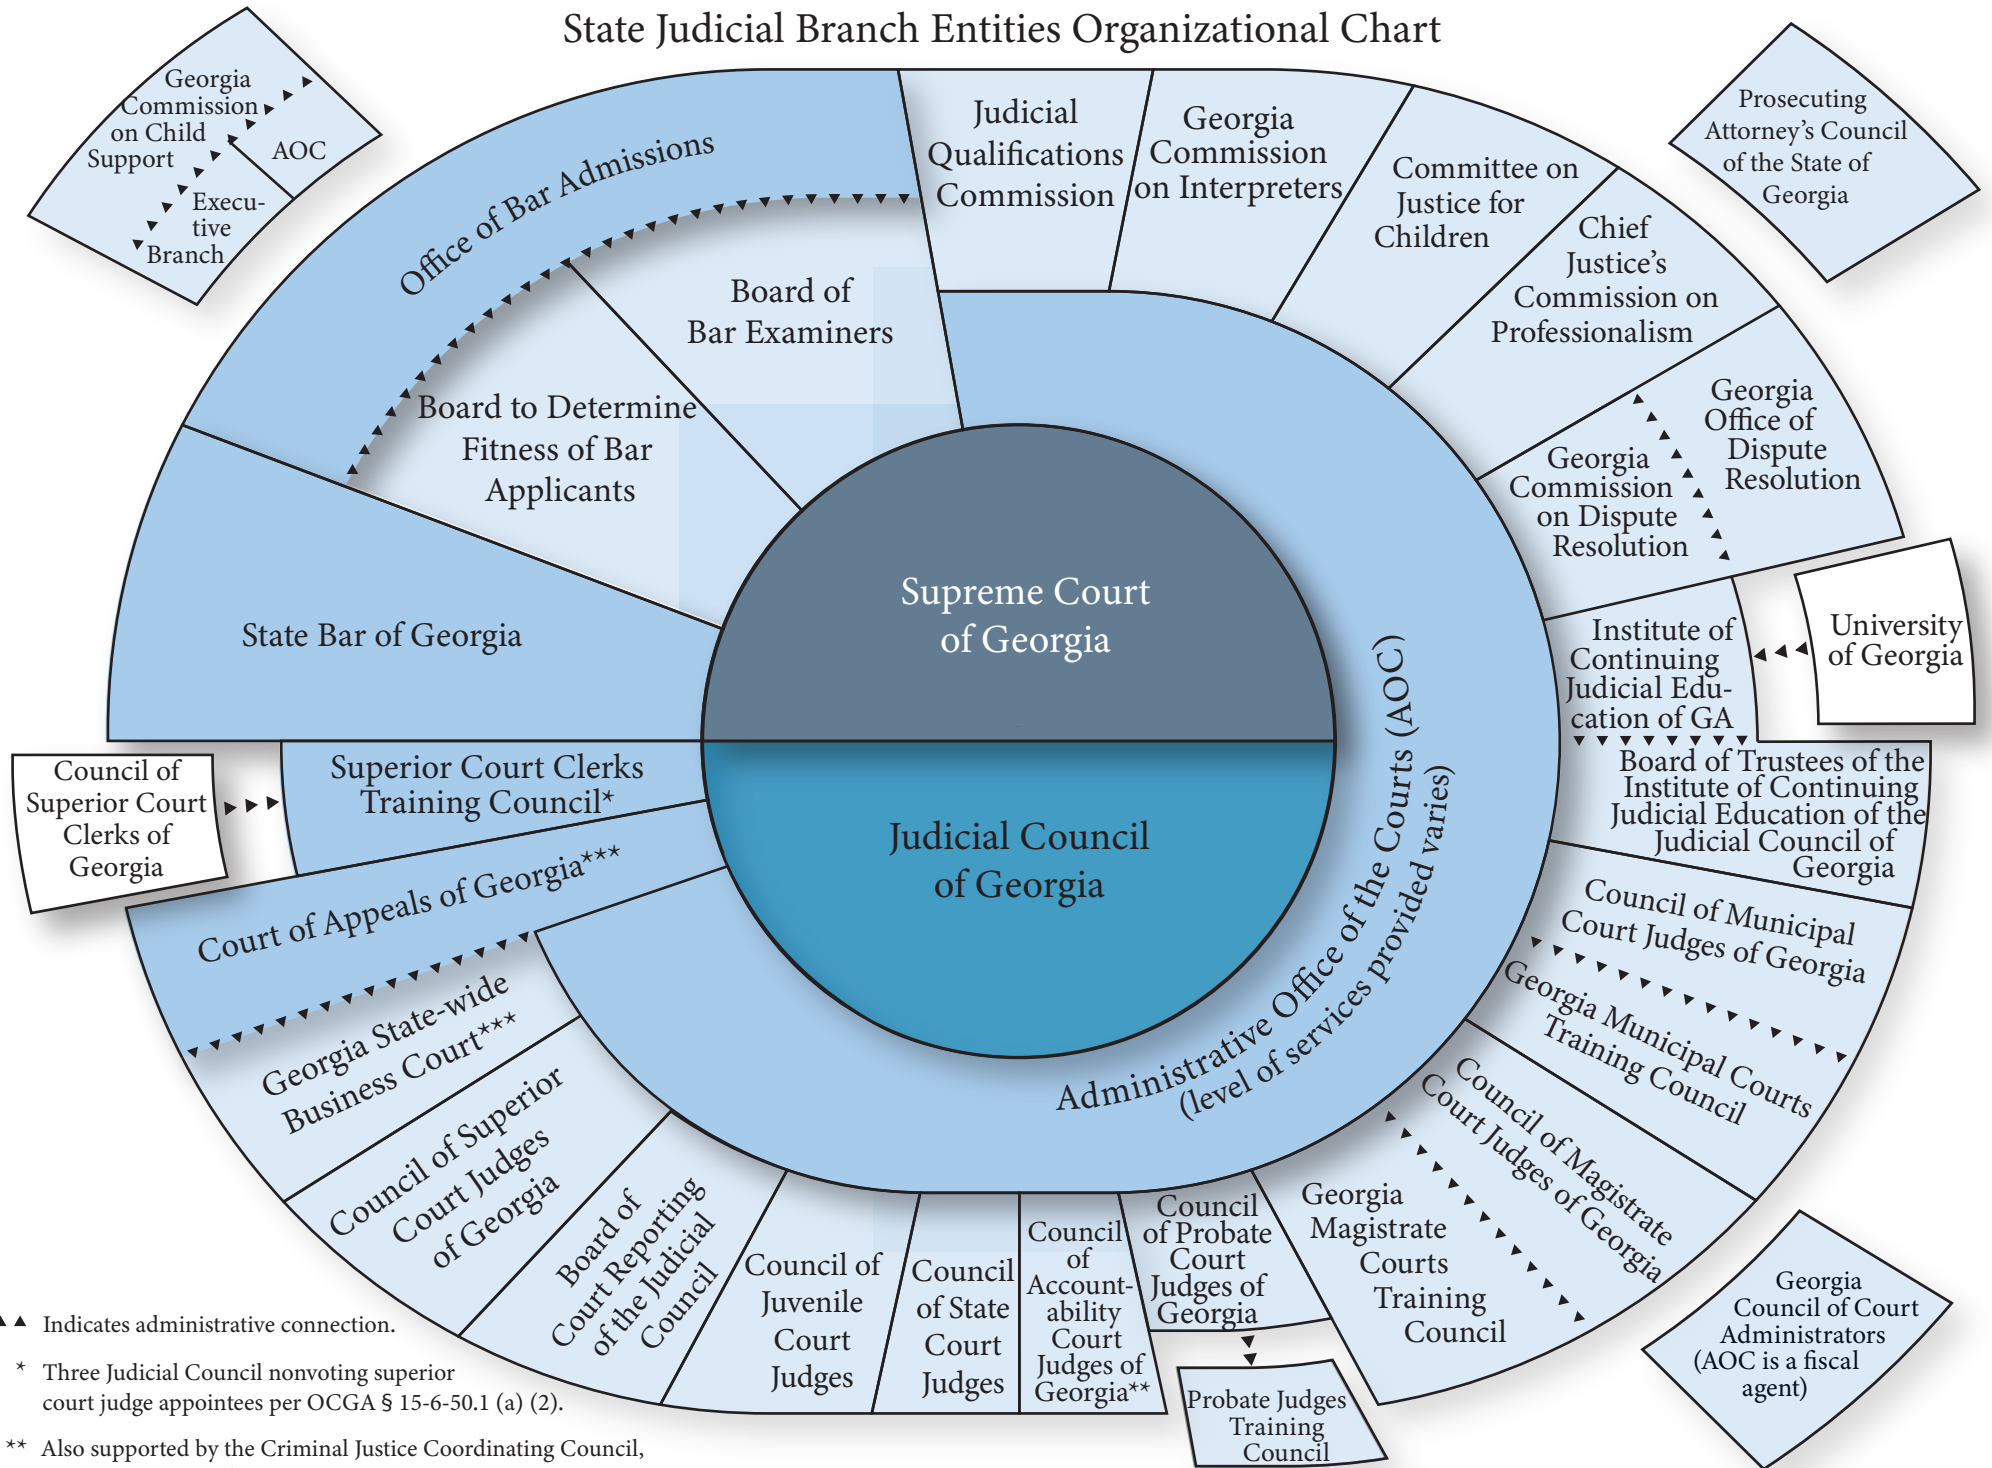 State Judicial Branch Entities Organizational Chart
Georgia
Commission
on Child
Support
AOC
Execu-
tive
Branch
Office of Bar Admissions
Judicial
Qualifications
Commission
Georgia
Commission
on Interpreters
Committee on
Justice for
Children
Chief
Justice's
Commission on
Professionalism
Prosecuting
Attorney's Council
of the State of
Georgia
Board of
Bar Examiners
Board to Determine
Fitness of Bar
Applicants
Georgia
Office of
Dispute
Resolution
Georgia
Commission
on Dispute
Resolution
State Bar of Georgia
Supreme Court
of Georgia
Institute of
Continuing
Judicial Edu-
cation of GA
University
of Georgia
Council of
Superior Court
Clerks of
Georgia
Superior Court Clerks
Training Council*
Board of Trustees of the
Institute of Continuing
Judicial Education of the
Judicial Council of
Georgia
Judicial Council
of Georgia
Administrative Office of the Courts (AOC)
(level of services provided varies)
Court of Appeals of Georgia***
Georgia State-wide
Business Court***
Council of Superior
Court Judges
of Georgia
Board of
Court Reporting
of the Judicial
Council
Council of
Juvenile
Court
Judges
Council
of State
Court
Judges
Council
of
Account-
ability
Court
Judges of
Georgia**
Council
of Probate
Court
Judges of
Georgia
Probate Judges
Training
Council
Georgia
Magistrate
Courts
Training
Council
Council of Magistrate
Court Judges of Georgia
Council of Municipal
Court Judges of Georgia
Georgia Municipal Courts
Training Council
Georgia
Council of Court
Administrators
(AOC is a fiscal
agent)
Indicates administrative connection.
* Three Judicial Council nonvoting superior
court judge appointees per OCGA § 15-6-50.1 (a) (2).
** Also supported by the Criminal Justice Coordinating Council,